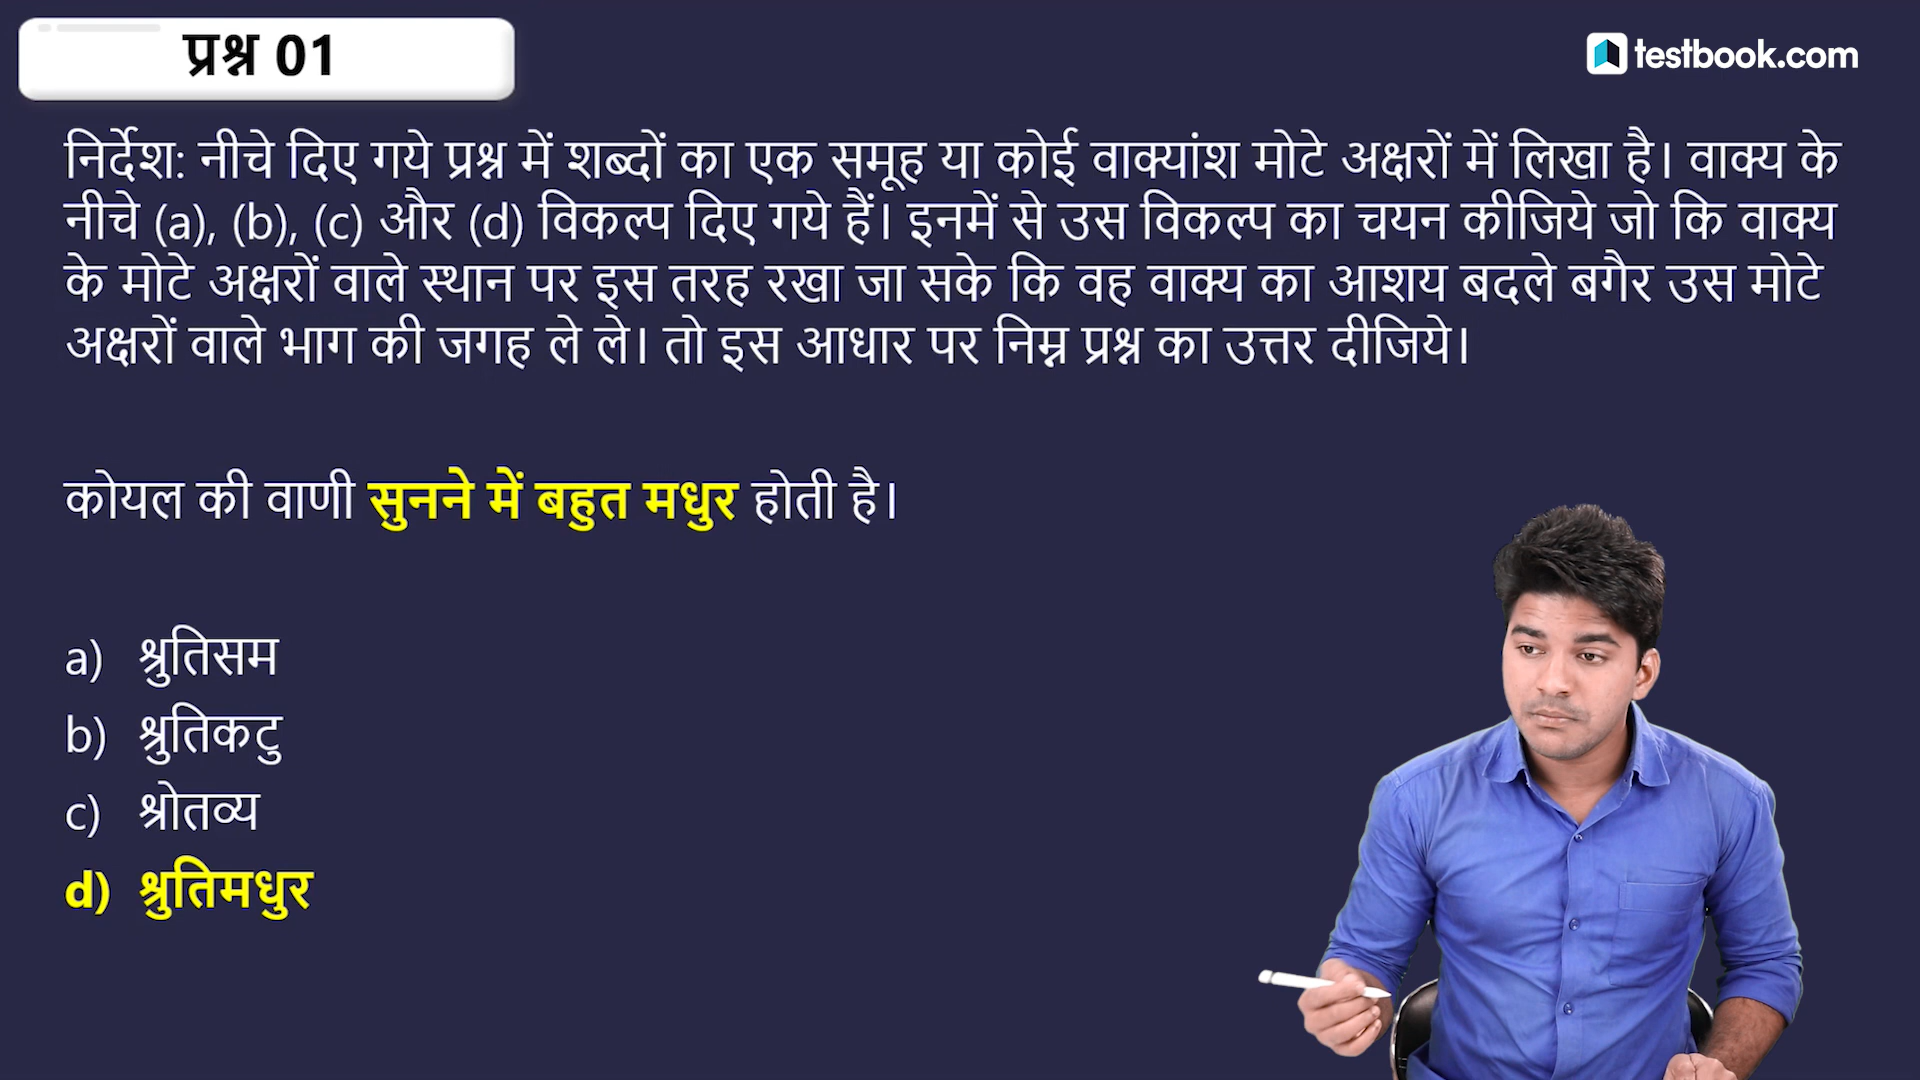 प्रश्न 01
testbook.com
निर्देश: नीचे दिए गये प्रश्न में शब्दों का एक समूह या कोई वाक्यांश मोटे अक्षरों में लिखा है। वाक्य के
नीचे (a), (b), (c) और (d) विकल्प दिए गये हैं। इनमें से उस विकल्प का चयन कीजिये जो कि वाक्य
के मोटे अक्षरों वाले स्थान पर इस तरह रखा जा सके कि वह वाक्य का आशय बदले बगैर उस मोटे
अक्षरों वाले भाग की जगह ले ले। तो इस आधार पर निम्न प्रश्न का उत्तर दीजिये।
कोयल की वाणी सुनने में बहुत मधुर होती है।
a) श्रुतिसम
b) श्रुतिकटु
c) श्रोतव्य
d) श्रुतिमधुर